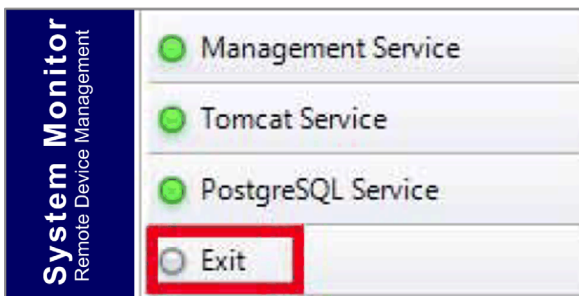 System Monitor
Remote Device Management
Management Service
Tomcat Service
PostgreSQL Service
Exit